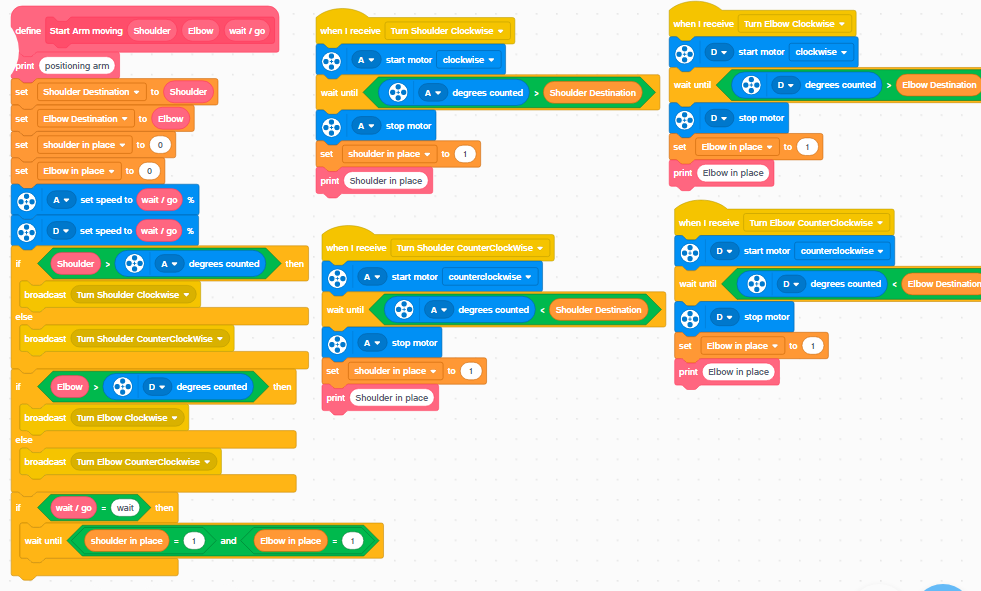 define Start Arm moving Shoulder Elbow wait / go
print positioning arm
set Shoulder Destination to Shoulder
set Elbow Destination to Elbow
set shoulder in place to 0
set Elbow in place to 0
A set speed to wait / go %
D set speed to wait / go %
if Shoulder > A degrees counted then
broadcast Turn Shoulder Clockwise
else
broadcast Turn Shoulder CounterClockWise
if Elbow > D degrees counted then
broadcast Turn Elbow Clockwise
else
broadcast Turn Elbow CounterClockwise
if wait / go = wait then
wait until shoulder in place = 1 and Elbow in place = 1
when I receive Turn Shoulder Clockwise
A start motor clockwise
wait until A degrees counted > Shoulder Destination
A stop motor
set shoulder in place to 1
print Shoulder in place
when I receive Turn Shoulder CounterClockWise
A start motor counterclockwise
wait until A degrees counted < Shoulder Destination
A stop motor
set shoulder in place to 1
print Shoulder in place
when I receive Turn Elbow Clockwise
D start motor clockwise
wait until D degrees counted > Elbow Destination
D stop motor
set Elbow in place to 1
print Elbow in place
when I receive Turn Elbow CounterClockwise
D start motor counterclockwise
wait until D degrees counted < Elbow Destination
D stop motor
set Elbow in place to 1
print Elbow in place